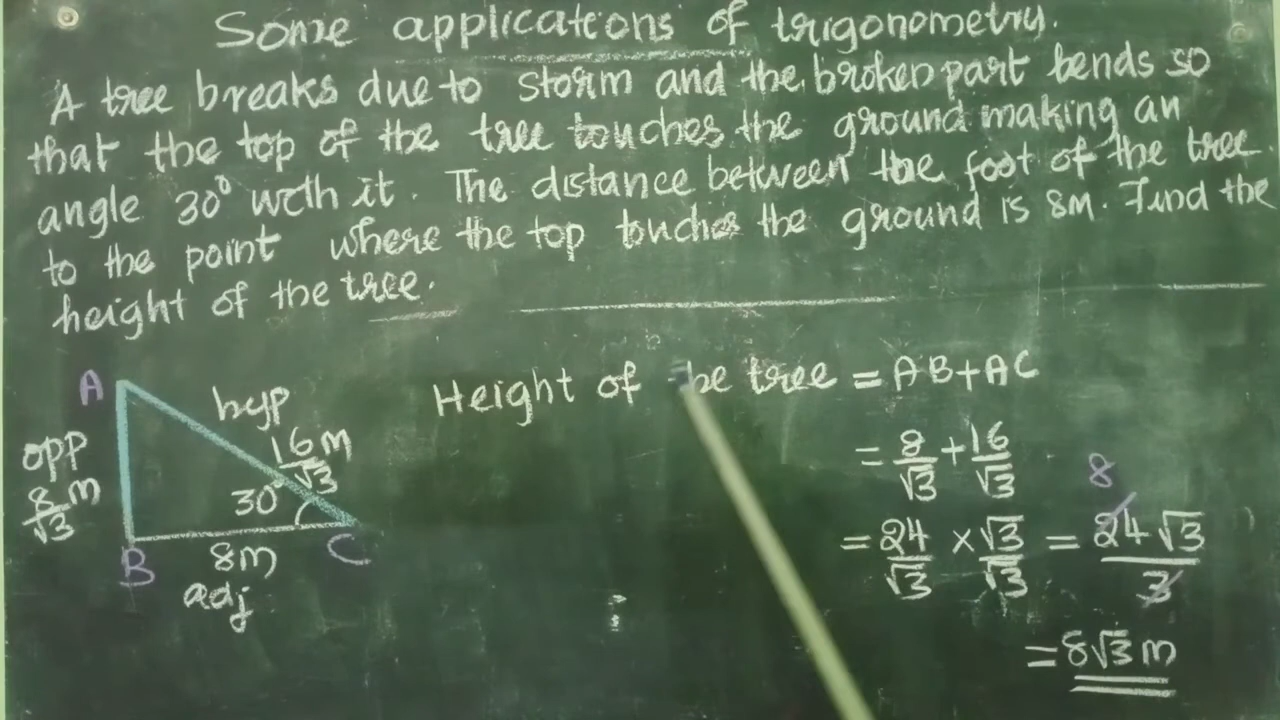 Some applications of trigonometry.
A tree breaks due to storm and the broken part bends so
that the top of the tree touches the ground making an
angle 30° with it. The distance between the foot of the tree
to the point where the top touches the ground is 8m. Find the
height of the tree.
A
hyp
opp
16/√3 m
8/√3 m
30°
B
8m
C
adj
Height of the tree = AB + AC
= 8/√3 + 16/√3
= 24/√3 × √3/√3 = 24√3/3
8
= 8√3 m